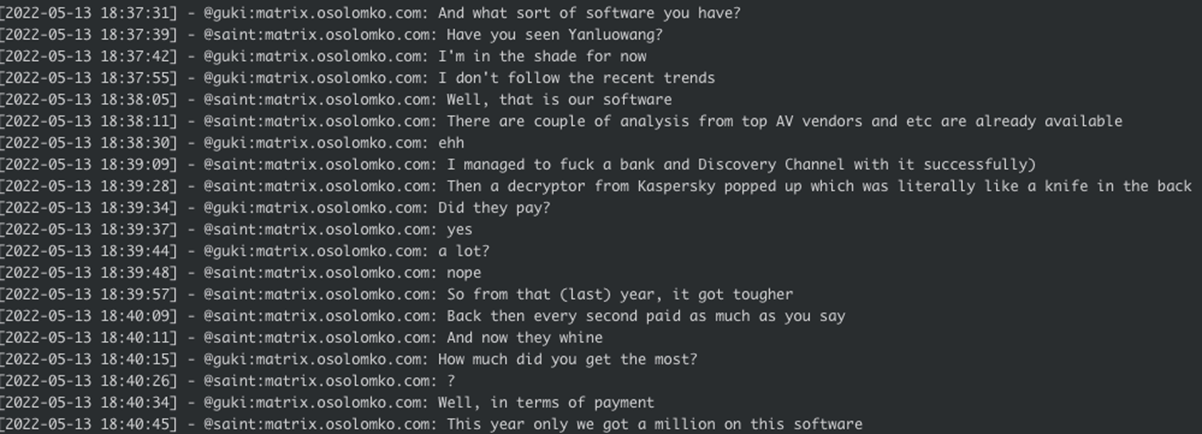 [2022-05-13 18:37:31] - @guki:matrix.osolomko.com: And what sort of software you have?
[2022-05-13 18:37:39] - @saint:matrix.osolomko.com: Have you seen Yanluowang?
[2022-05-13 18:37:42] - @guki:matrix.osolomko.com: I'm in the shade for now
[2022-05-13 18:37:55] - @guki:matrix.osolomko.com: I don't follow the recent trends
[2022-05-13 18:38:05] - @saint:matrix.osolomko.com: Well, that is our software
[2022-05-13 18:38:11] - @saint:matrix.osolomko.com: There are couple of analysis from top AV vendors and etc are already available
[2022-05-13 18:38:30] - @guki:matrix.osolomko.com: ehh
[2022-05-13 18:39:09] - @saint:matrix.osolomko.com: I managed to fuck a bank and Discovery Channel with it successfully)
[2022-05-13 18:39:28] - @saint:matrix.osolomko.com: Then a decryptor from Kaspersky popped up which was literally like a knife in the back
[2022-05-13 18:39:34] - @guki:matrix.osolomko.com: Did they pay?
[2022-05-13 18:39:37] - @saint:matrix.osolomko.com: yes
[2022-05-13 18:39:44] - @guki:matrix.osolomko.com: a lot?
[2022-05-13 18:39:48] - @saint:matrix.osolomko.com: nope
[2022-05-13 18:39:57] - @saint:matrix.osolomko.com: So from that (last) year, it got tougher
[2022-05-13 18:40:09] - @saint:matrix.osolomko.com: Back then every second paid as much as you say
[2022-05-13 18:40:11] - @saint:matrix.osolomko.com: And now they whine
[2022-05-13 18:40:15] - @guki:matrix.osolomko.com: How much did you get the most?
[2022-05-13 18:40:26] - @saint:matrix.osolomko.com: ?
[2022-05-13 18:40:34] - @guki:matrix.osolomko.com: Well, in terms of payment
[2022-05-13 18:40:45] - @saint:matrix.osolomko.com: This year only we got a million on this software